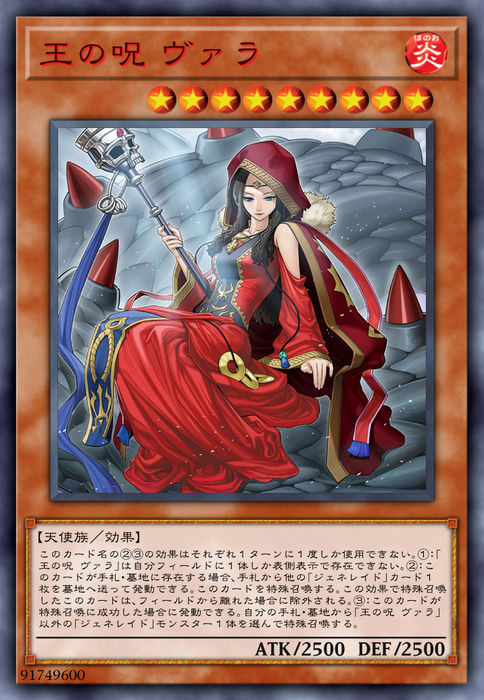 王の呪 ヴァラ
ほのお
炎
【天使族／効果】
このカード名の②③の効果はそれぞれ１ターンに１度しか使用できない。①：「
王の呪 ヴァラ」は自分フィールドに１体しか表側表示で存在できない。②：こ
のカードが手札・墓地に存在する場合、手札から他の「ジェネレイド」カード１
枚を墓地へ送って発動できる。このカードを特殊召喚する。この効果で特殊召喚
したこのカードは、フィールドから離れた場合に除外される。③：このカードが
特殊召喚に成功した場合に発動できる。自分の手札・墓地から「王の呪 ヴァラ」
以外の「ジェネレイド」モンスター１体を選んで特殊召喚する。
ATK/2500 DEF/2500
91749600